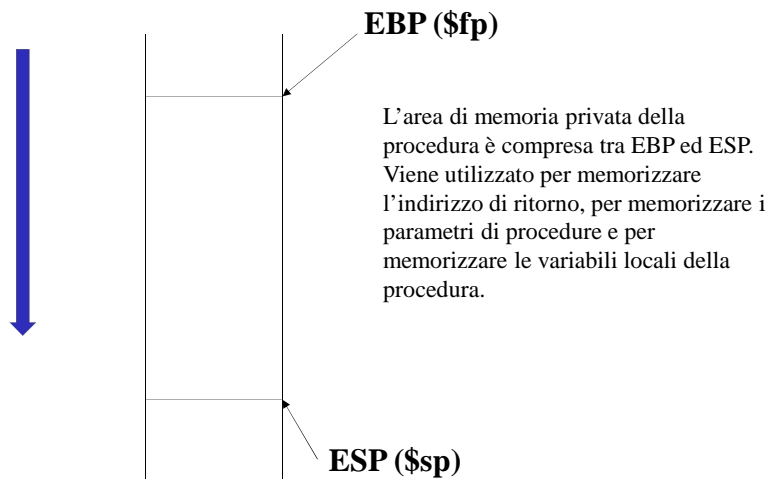 EBP ($fp)
L’area di memoria privata della
procedura è compresa tra EBP ed ESP.
Viene utilizzato per memorizzare
l’indirizzo di ritorno, per memorizzare i
parametri di procedure e per
memorizzare le variabili locali della
procedura.
ESP ($sp)